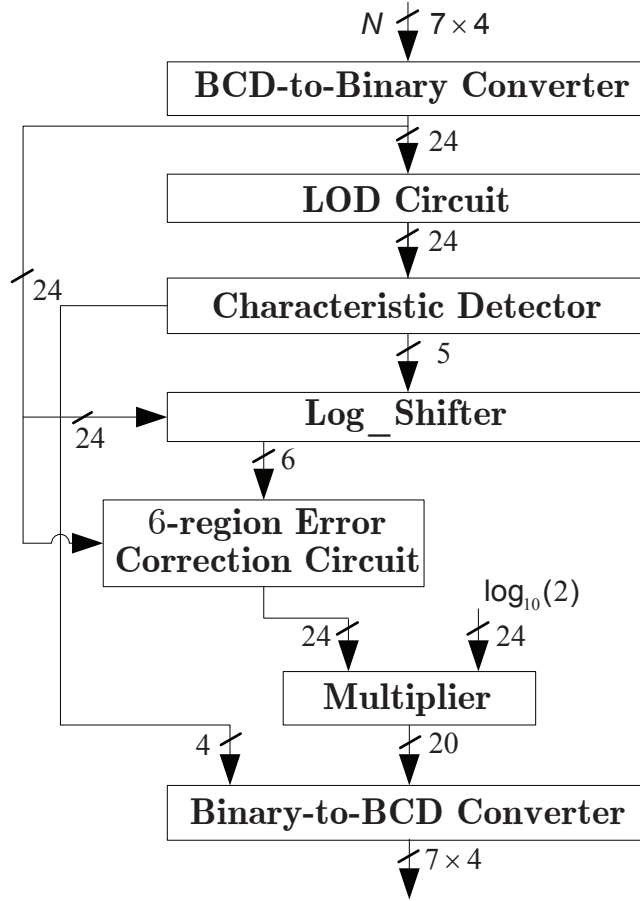 N 7 × 4
BCD-to-Binary Converter
24
LOD Circuit
24
24
Characteristic Detector
5
Log_Shifter
24
6
6-region Error
Correction Circuit
log₁₀(2)
24 24
Multiplier
4 20
Binary-to-BCD Converter
7 × 4